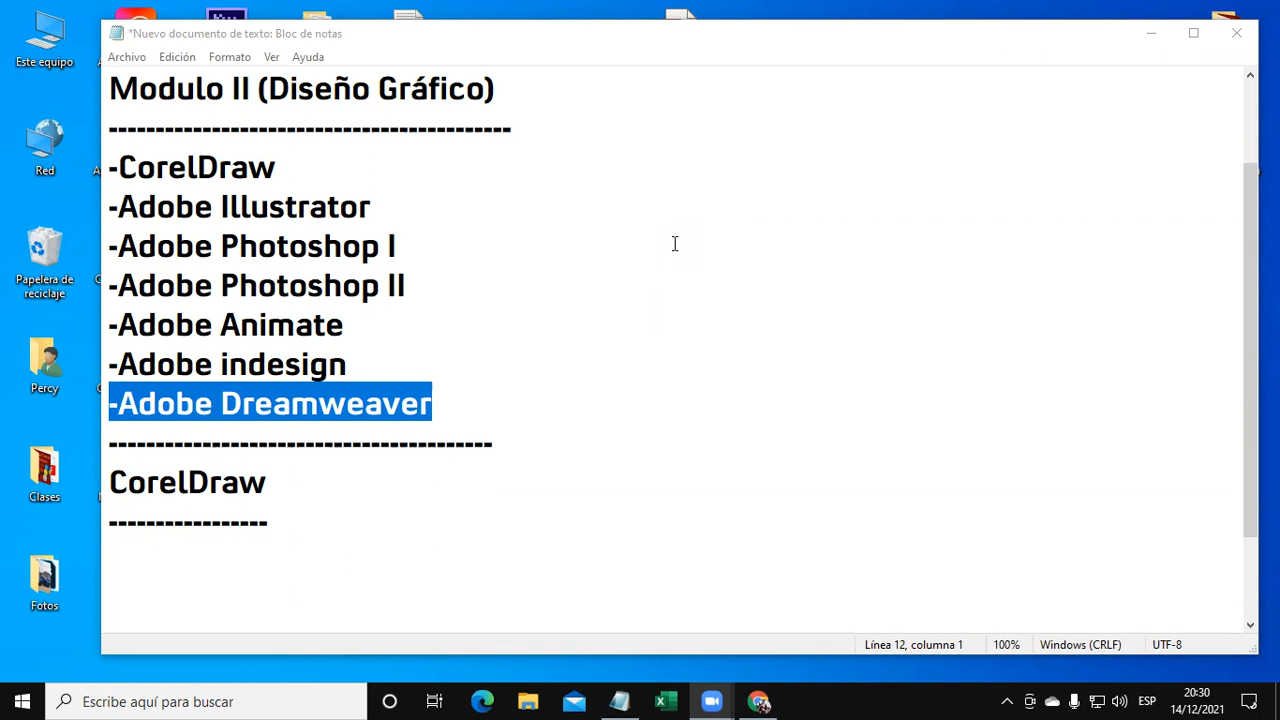 *Nuevo documento de texto: Bloc de notas
Archivo Edición Formato Ver Ayuda
Modulo II (Diseño Gráfico)
-------------------------------------------
-CorelDraw
-Adobe Illustrator
-Adobe Photoshop I
-Adobe Photoshop II
-Adobe Animate
-Adobe indesign
-Adobe Dreamweaver
-----------------------------------------
CorelDraw
-----------------
Línea 12, columna 1 100% Windows (CRLF) UTF-8
Este equipo
Red
Papelera de
reciclaje
Percy
Clases
Fotos
Escribe aquí para buscar
ESP
20:30
14/12/2021